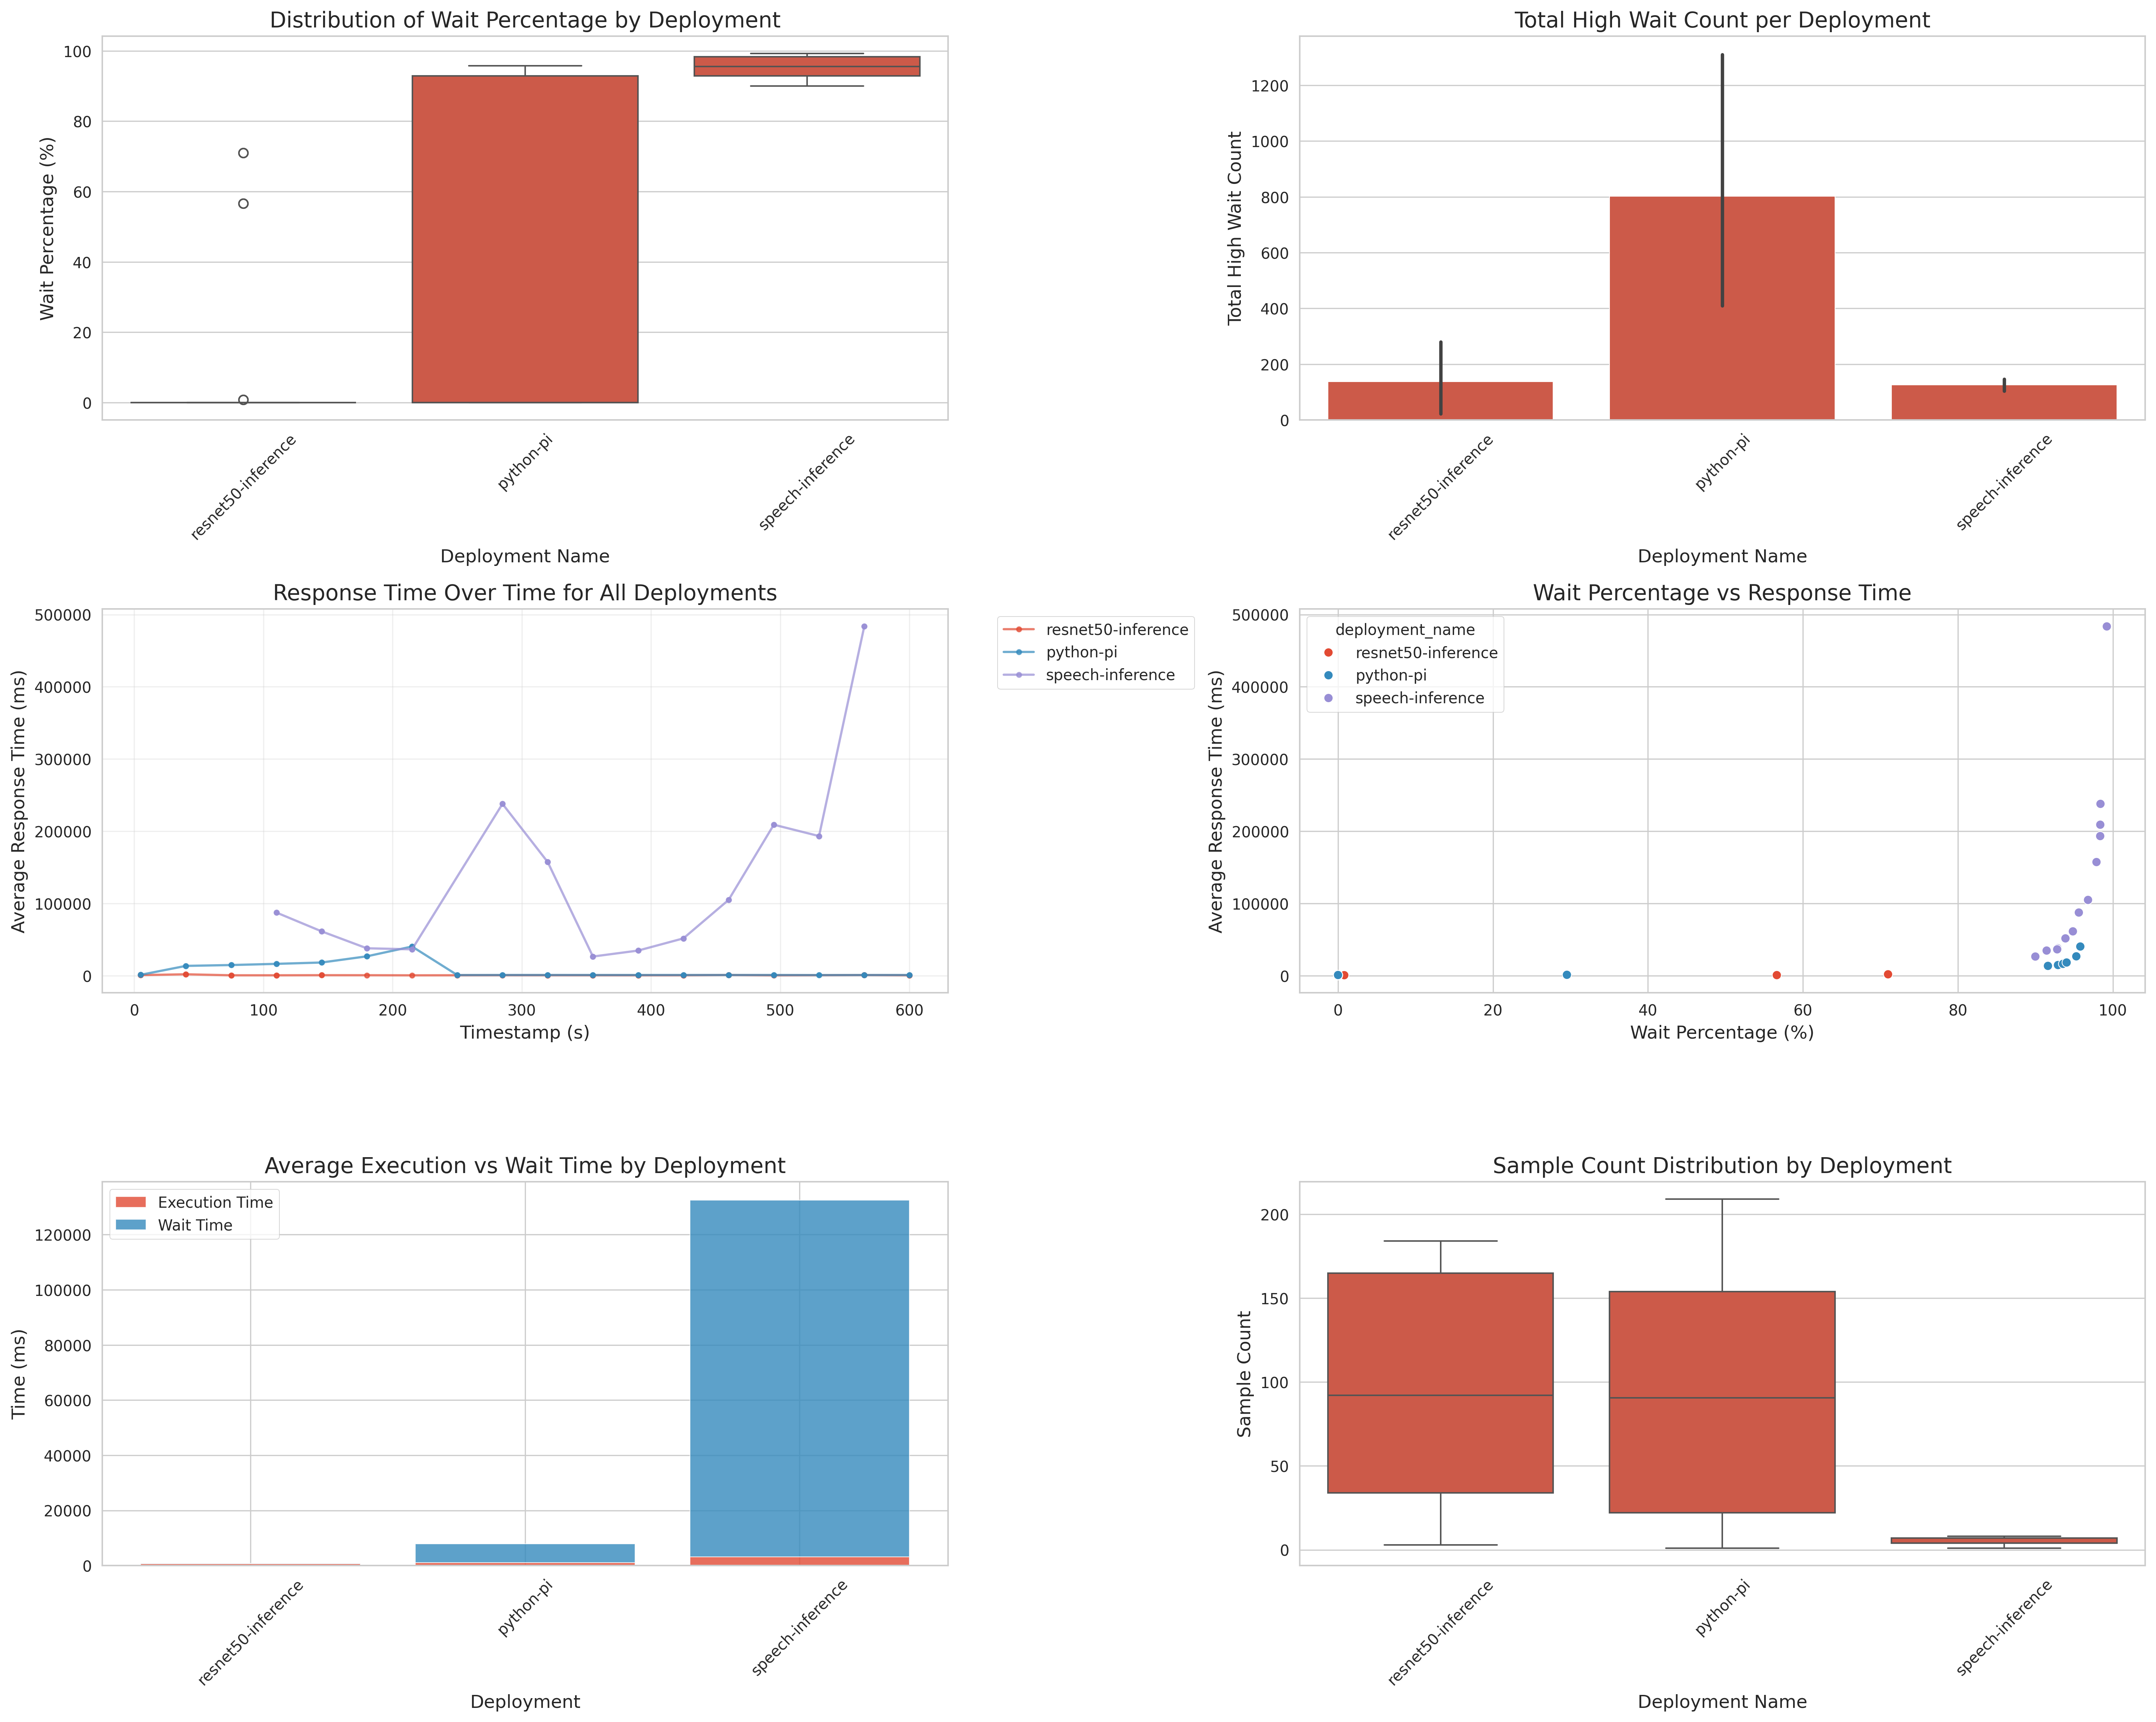 Distribution of Wait Percentage by Deployment
Wait Percentage (%)
100
80
60
40
20
0
resnet50-inference
python-pi
speech-inference
Deployment Name
Total High Wait Count per Deployment
Total High Wait Count
1200
1000
800
600
400
200
0
resnet50-inference
python-pi
speech-inference
Deployment Name
Response Time Over Time for All Deployments
Average Response Time (ms)
500000
400000
300000
200000
100000
0
0
100
200
300
400
500
600
Timestamp (s)
resnet50-inference
python-pi
speech-inference
Wait Percentage vs Response Time
Average Response Time (ms)
500000
400000
300000
200000
100000
0
deployment_name
resnet50-inference
python-pi
speech-inference
0
20
40
60
80
100
Wait Percentage (%)
Average Execution vs Wait Time by Deployment
Time (ms)
120000
100000
80000
60000
40000
20000
0
Execution Time
Wait Time
resnet50-inference
python-pi
speech-inference
Deployment
Sample Count Distribution by Deployment
Sample Count
200
150
100
50
0
resnet50-inference
python-pi
speech-inference
Deployment Name